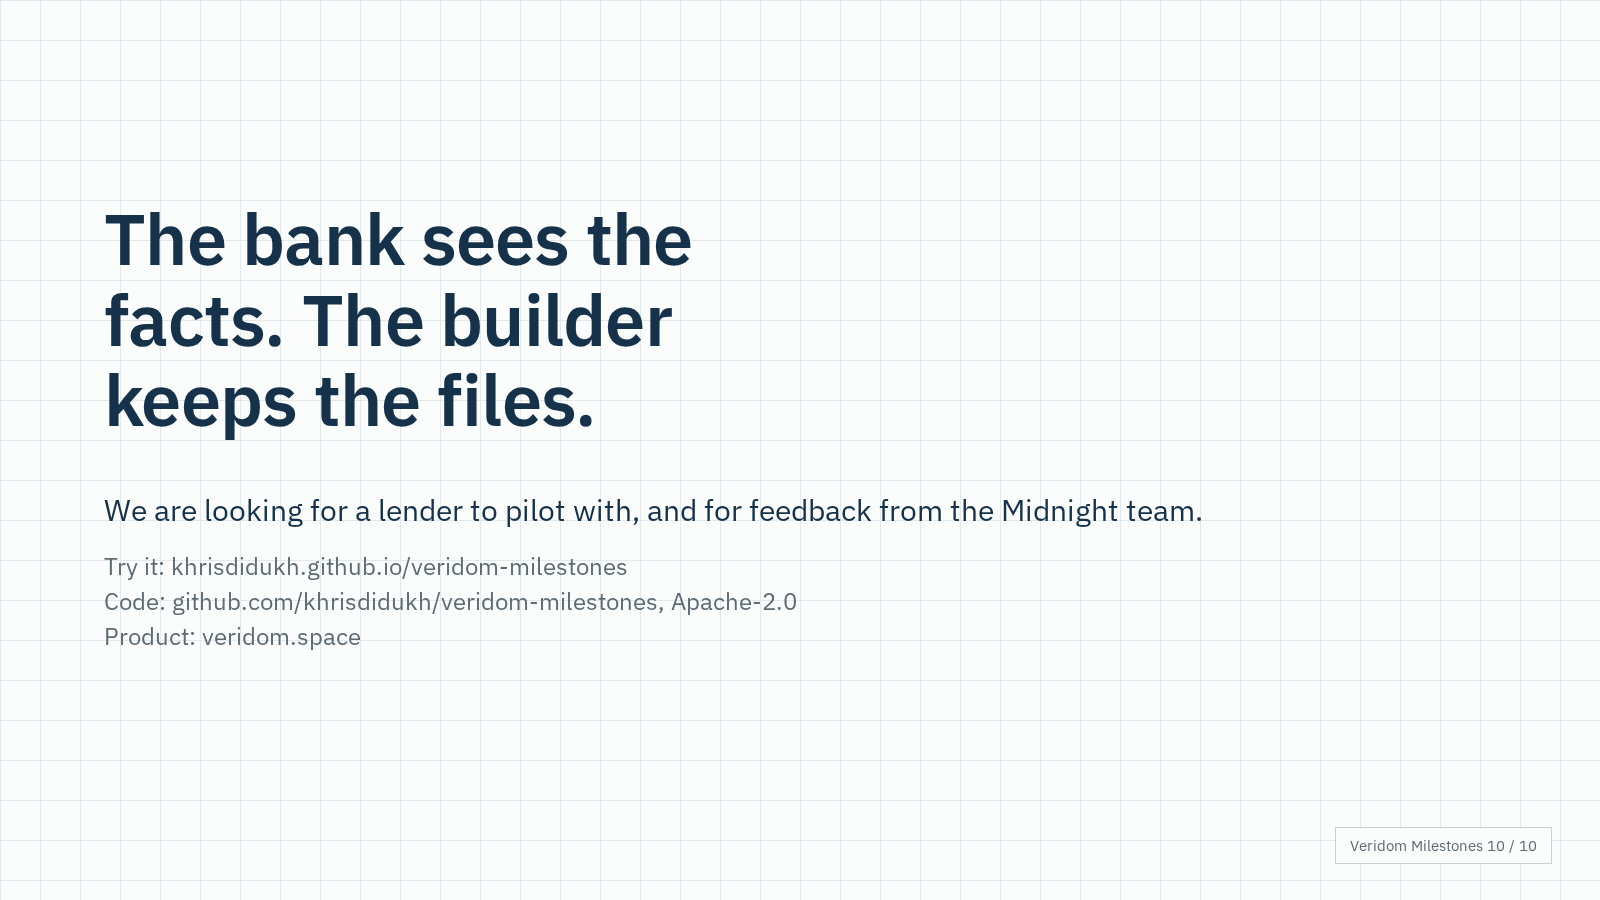 The bank sees the
facts. The builder
keeps the files.
We are looking for a lender to pilot with, and for feedback from the Midnight team.
Try it: khrisdidukh.github.io/veridom-milestones
Code: github.com/khrisdidukh/veridom-milestones, Apache-2.0
Product: veridom.space
Veridom Milestones 10 / 10